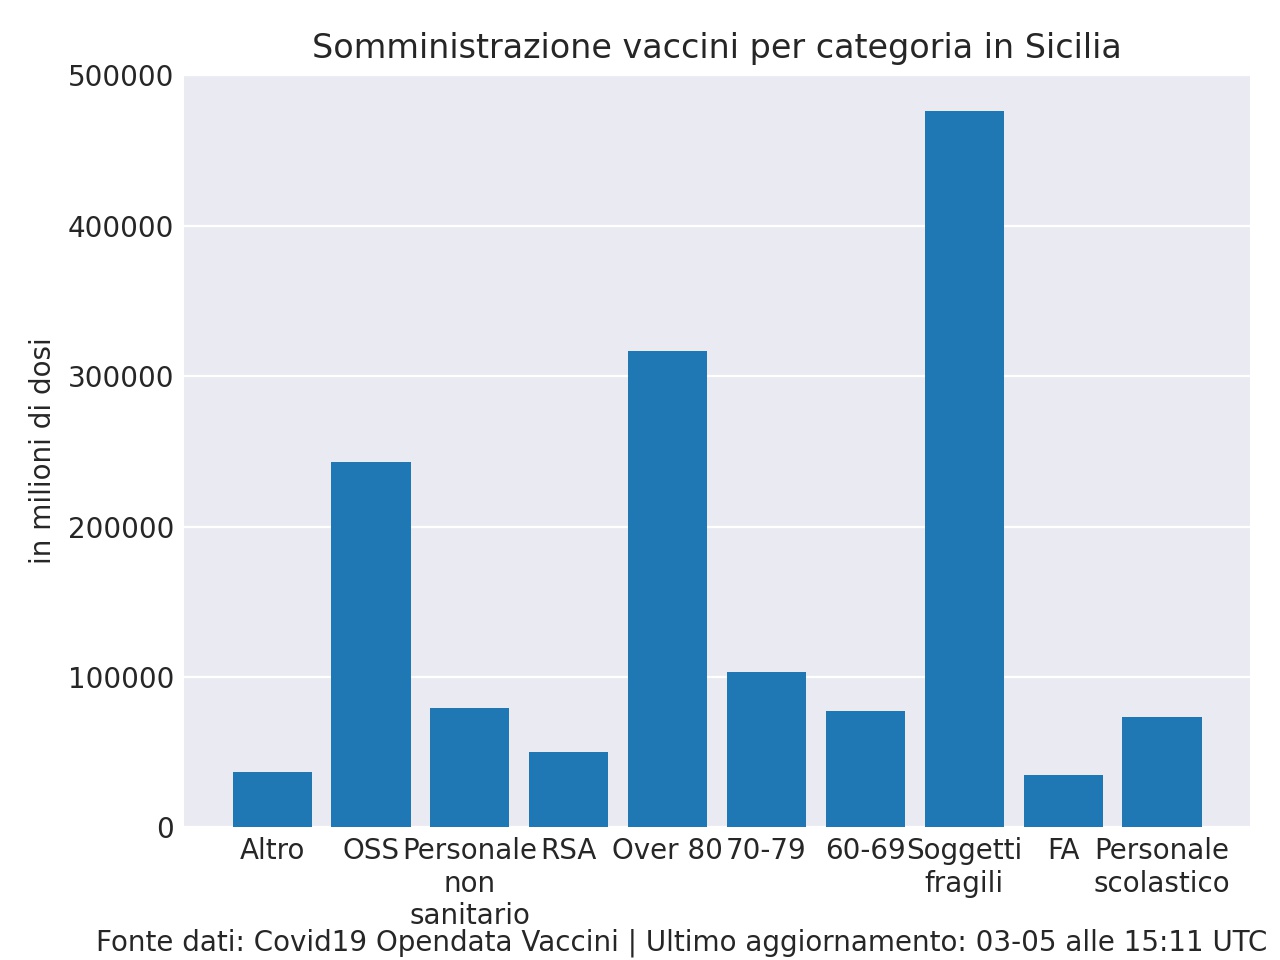 Somministrazione vaccini per categoria in Sicilia
500000
400000
300000
200000
100000
0
in milioni di dosi
Altro
OSS
Personale
non
sanitario
RSA
Over 80
70-79
60-69
Soggetti
fragili
FA
Personale
scolastico
Fonte dati: Covid19 Opendata Vaccini | Ultimo aggiornamento: 03-05 alle 15:11 UTC